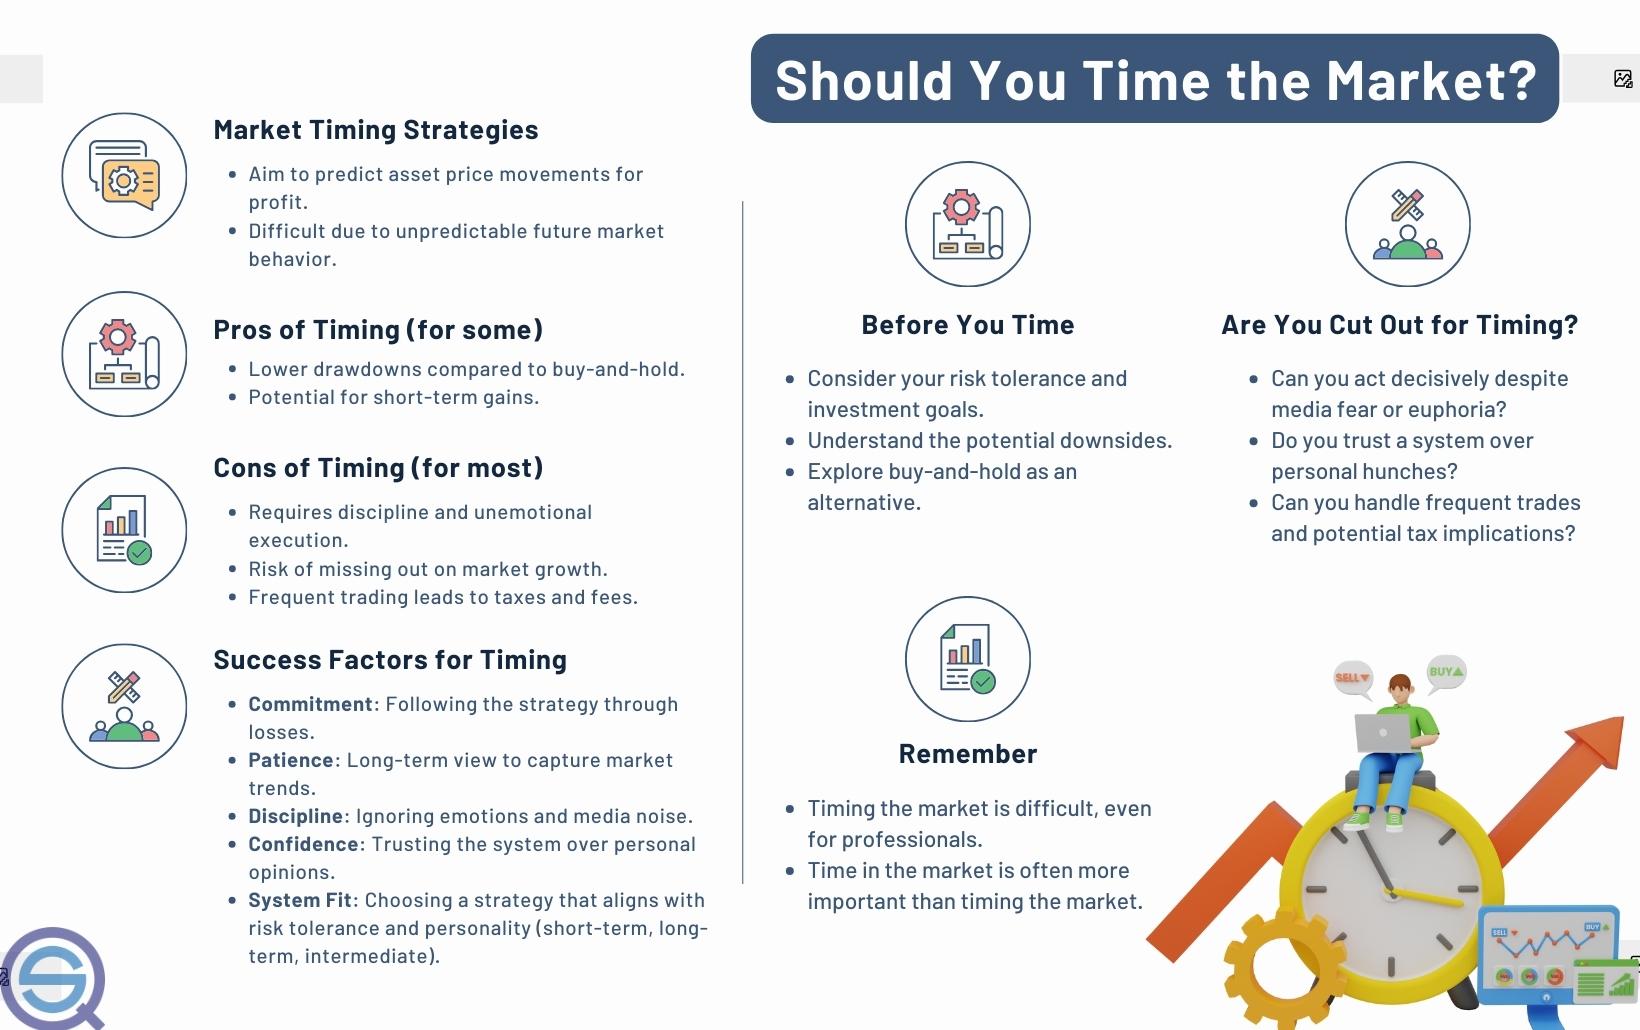 Should You Time the Market?
Market Timing Strategies
• Aim to predict asset price movements for
profit.
• Difficult due to unpredictable future market
behavior.
Pros of Timing (for some)
• Lower drawdowns compared to buy-and-hold.
• Potential for short-term gains.
Cons of Timing (for most)
• Requires discipline and unemotional
execution.
• Risk of missing out on market growth.
• Frequent trading leads to taxes and fees.
Success Factors for Timing
• Commitment: Following the strategy through
losses.
• Patience: Long-term view to capture market
trends.
• Discipline: Ignoring emotions and media noise.
• Confidence: Trusting the system over personal
opinions.
• System Fit: Choosing a strategy that aligns with
risk tolerance and personality (short-term, long-
term, intermediate).
Before You Time
• Consider your risk tolerance and
investment goals.
• Understand the potential downsides.
• Explore buy-and-hold as an
alternative.
Are You Cut Out for Timing?
• Can you act decisively despite
media fear or euphoria?
• Do you trust a system over
personal hunches?
• Can you handle frequent trades
and potential tax implications?
Remember
• Timing the market is difficult, even
for professionals.
• Time in the market is often more
important than timing the market.
SELL▼
BUY▲
SELL ▼
BUY ▲